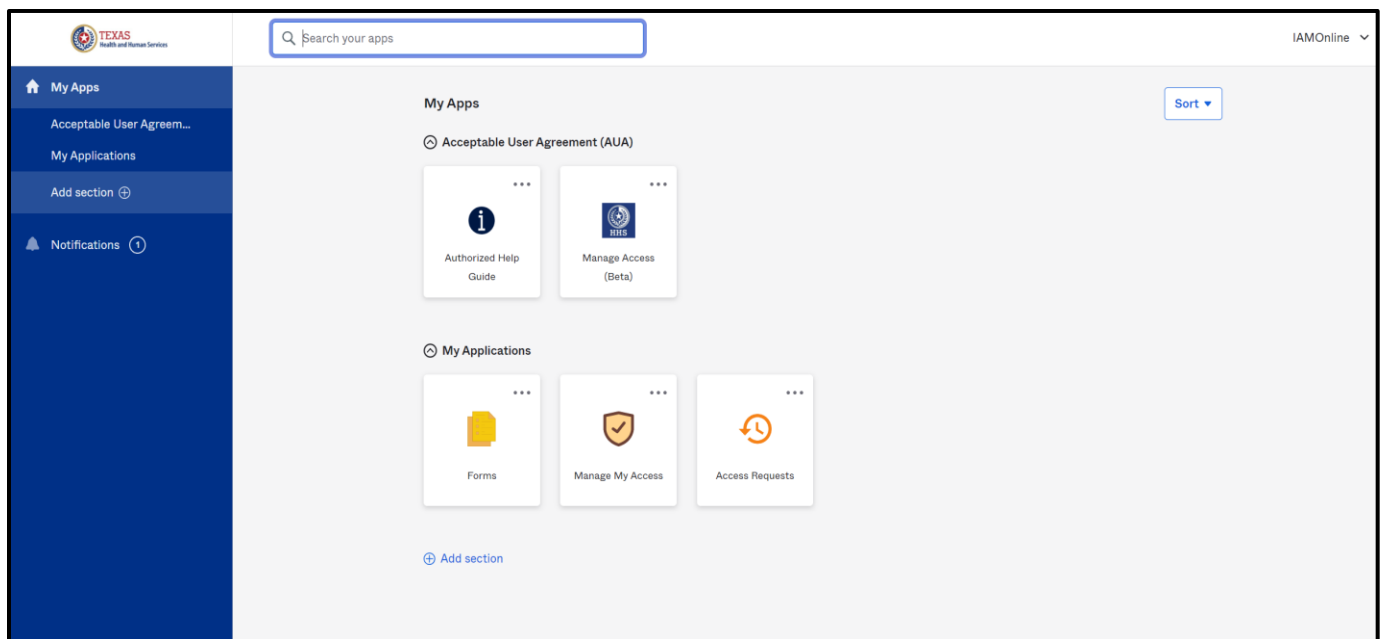 TEXAS
Health and Human Services
Search your apps
IAMOnline
My Apps
Acceptable User Agreem...
My Applications
Add section
Notifications 1
My Apps
Sort
Acceptable User Agreement (AUA)
Authorized Help
Guide
HHS
Manage Access
(Beta)
My Applications
Forms
Manage My Access
Access Requests
Add section